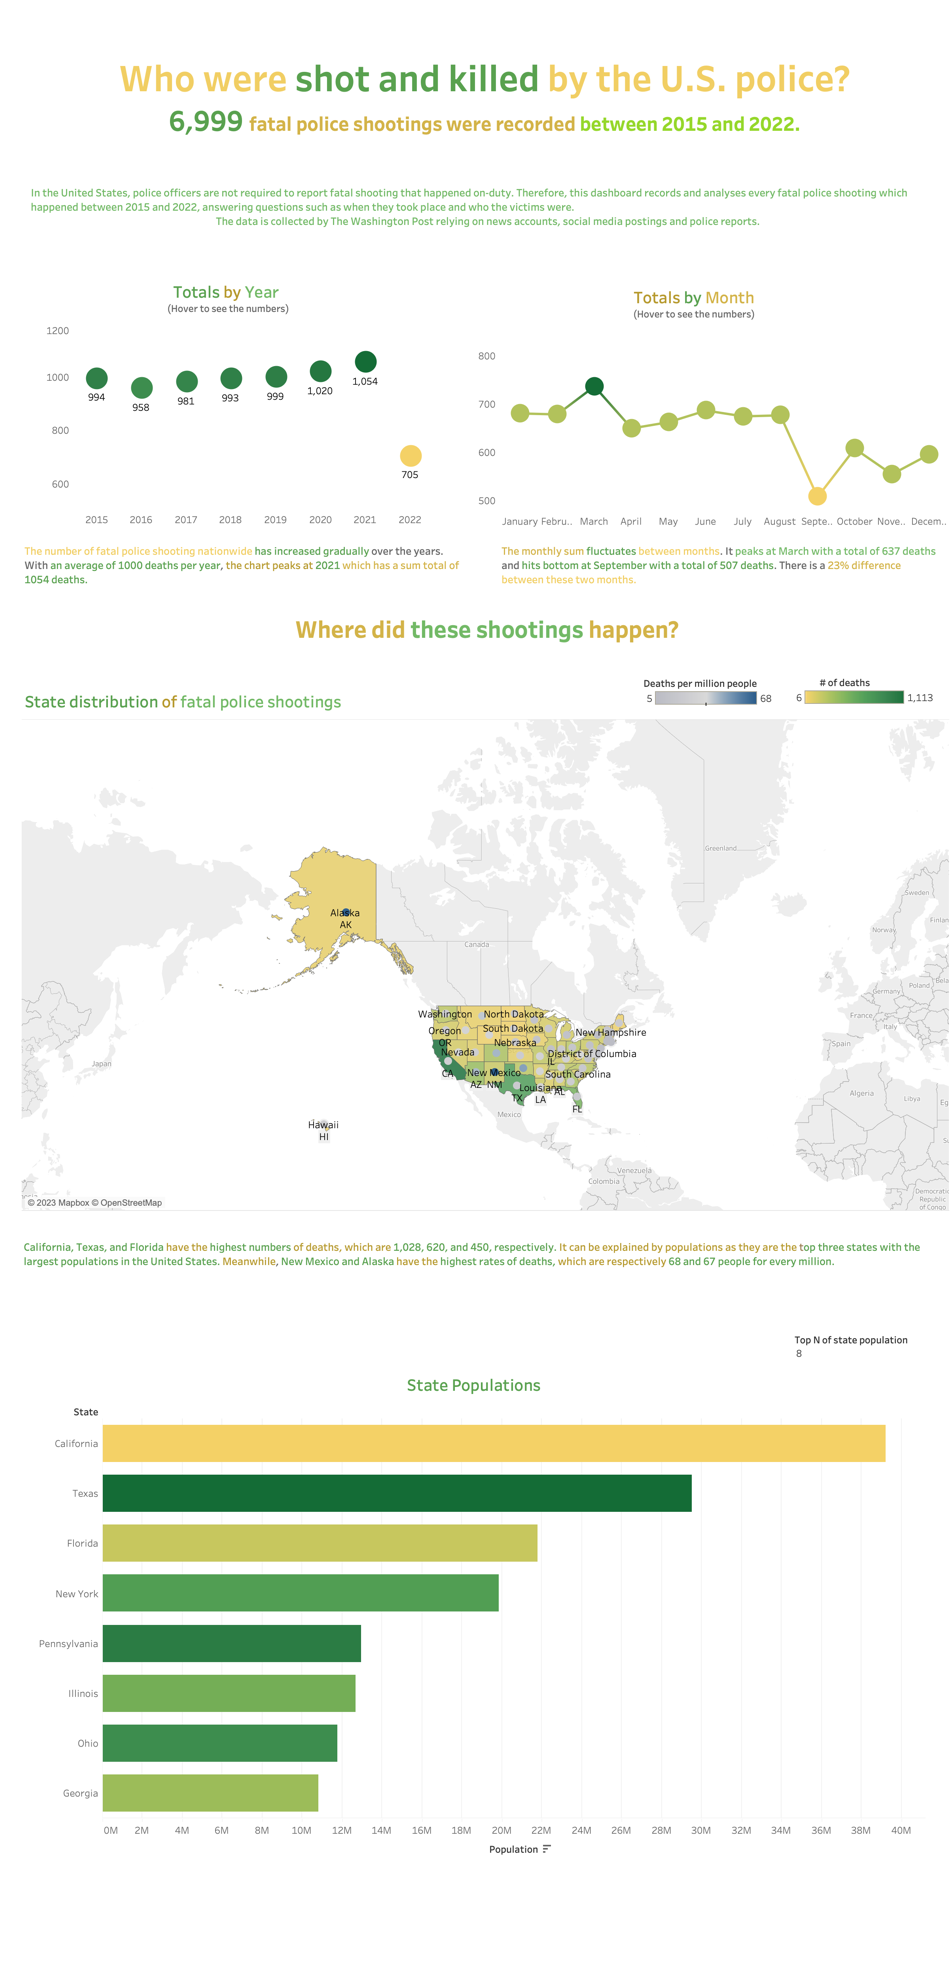 Who were shot and killed by the U.S. police?
6,999 fatal police shootings were recorded between 2015 and 2022.
In the United States, police officers are not required to report fatal shooting that happened on-duty. Therefore, this dashboard records and analyses every fatal police shooting which
happened between 2015 and 2022, answering questions such as when they took place and who the victims were.
The data is collected by The Washington Post relying on news accounts, social media postings and police reports.
Totals by Year
(Hover to see the numbers)
1200
1000
800
600
994
958
981
993
999
1,020
1,054
705
2015 2016 2017 2018 2019 2020 2021 2022
Totals by Month
(Hover to see the numbers)
800
700
600
500
January Febru.. March April May June July August Septe.. October Nove.. Decem..
The number of fatal police shooting nationwide has increased gradually over the years.
With an average of 1000 deaths per year, the chart peaks at 2021 which has a sum total of
1054 deaths.
The monthly sum fluctuates between months. It peaks at March with a total of 637 deaths
and hits bottom at September with a total of 507 deaths. There is a 23% difference
between these two months.
Where did these shootings happen?
State distribution of fatal police shootings
Deaths per million people
5 68
# of deaths
6 1,113
Greenland
Sweden
Finlan
Norway
Alaska
AK
Canada
Japan
Poland
Bela
Germany
France
Italy
Spain
Washington
North Dakota
Oregon
OR
South Dakota
New Hampshire
Nebraska
Nevada
District of Columbia
IL
CA
New Mexico
South Carolina
AZ
NM
Louisiana
AL
TX
LA
FL
Mexico
Algeria
Libya
Eg
Hawaii
HI
Venezuela
Colombia
Democratic
Republic
of Congo
© 2023 Mapbox © OpenStreetMap
California, Texas, and Florida have the highest numbers of deaths, which are 1,028, 620, and 450, respectively. It can be explained by populations as they are the top three states with the
largest populations in the United States. Meanwhile, New Mexico and Alaska have the highest rates of deaths, which are respectively 68 and 67 people for every million.
Top N of state population
8
State Populations
State
California
Texas
Florida
New York
Pennsylvania
Illinois
Ohio
Georgia
0M 2M 4M 6M 8M 10M 12M 14M 16M 18M 20M 22M 24M 26M 28M 30M 32M 34M 36M 38M 40M
Population